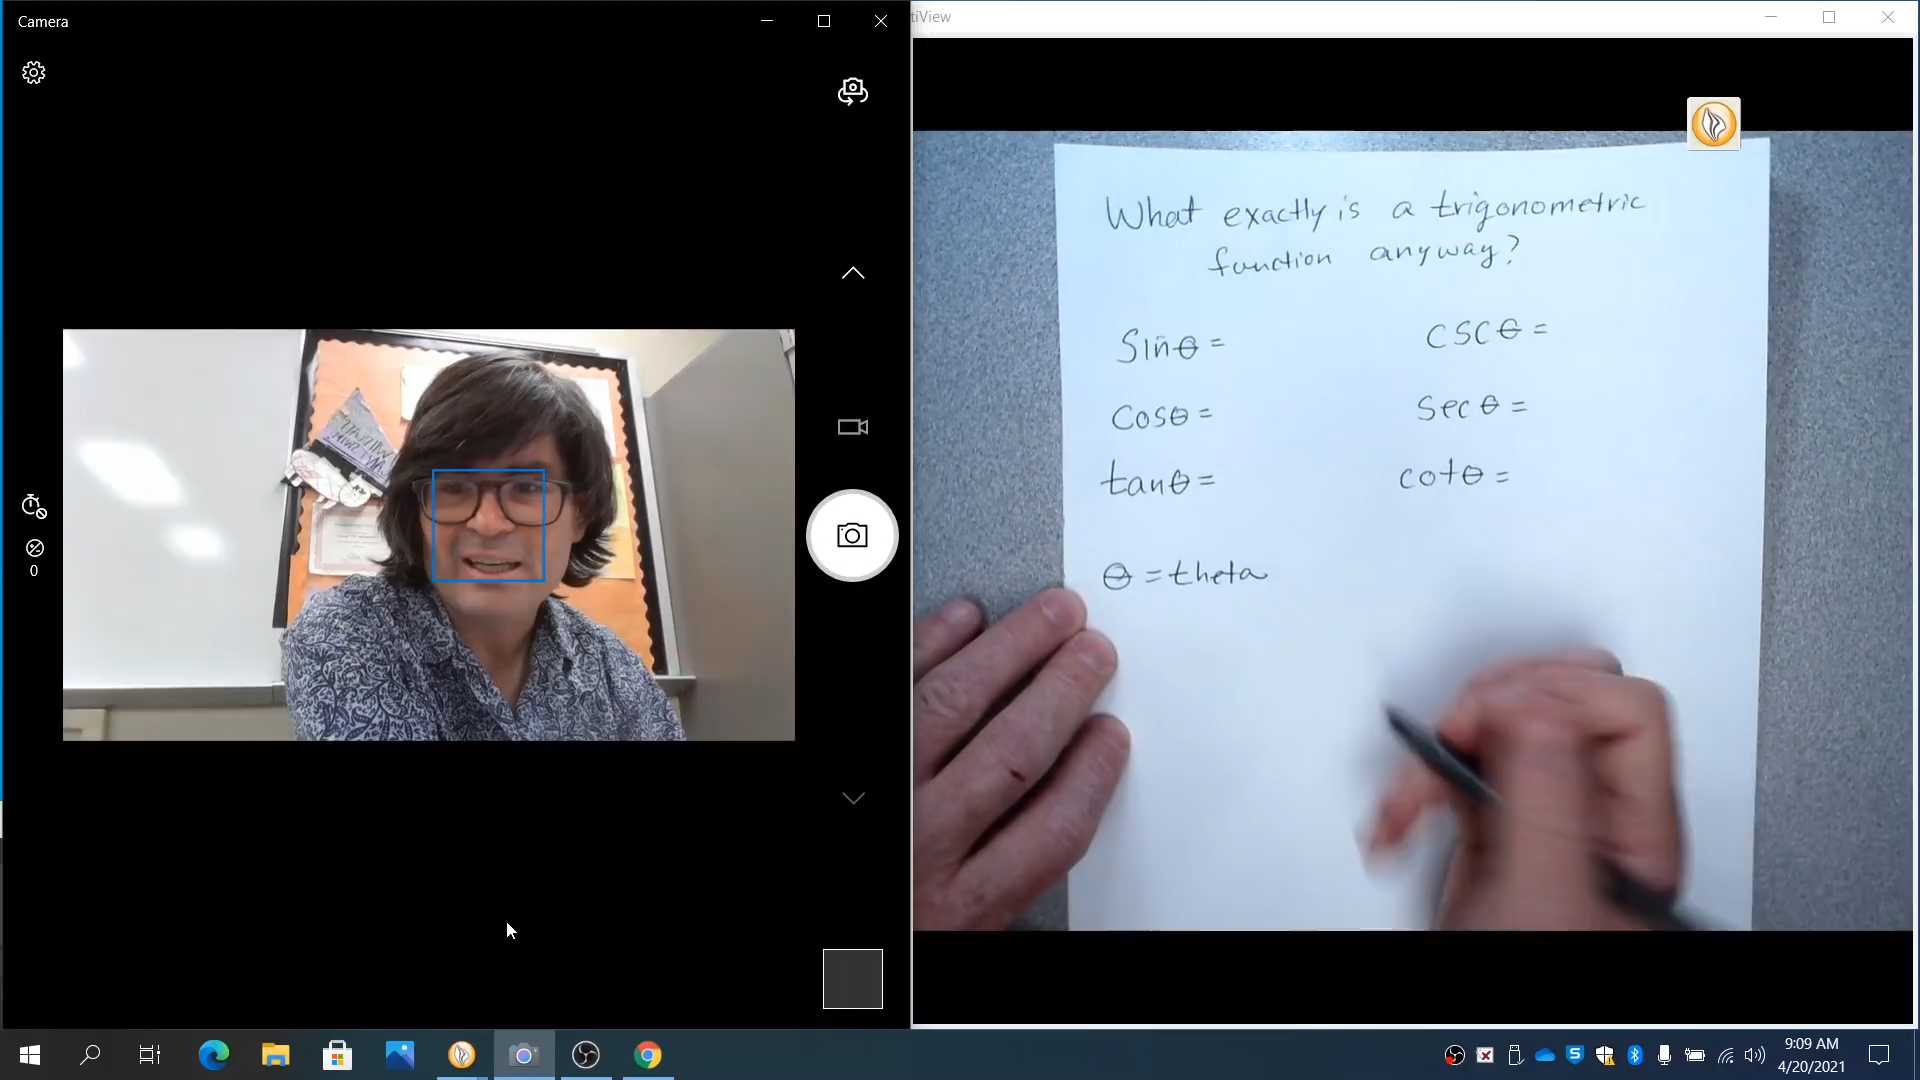 Camera
tiView
What exactly is a trigonometric
function anyway?
Sinθ =
cscθ =
cosθ =
secθ =
tanθ =
cotθ =
θ = theta
0
9:09 AM
4/20/2021